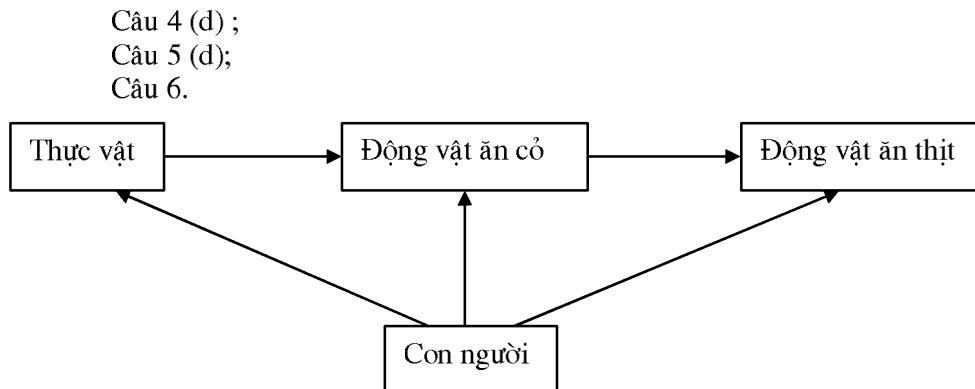 Câu 4 (d) ;
Câu 5 (d);
Câu 6.
Thực vật
Động vật ăn cỏ
Động vật ăn thịt
Con người